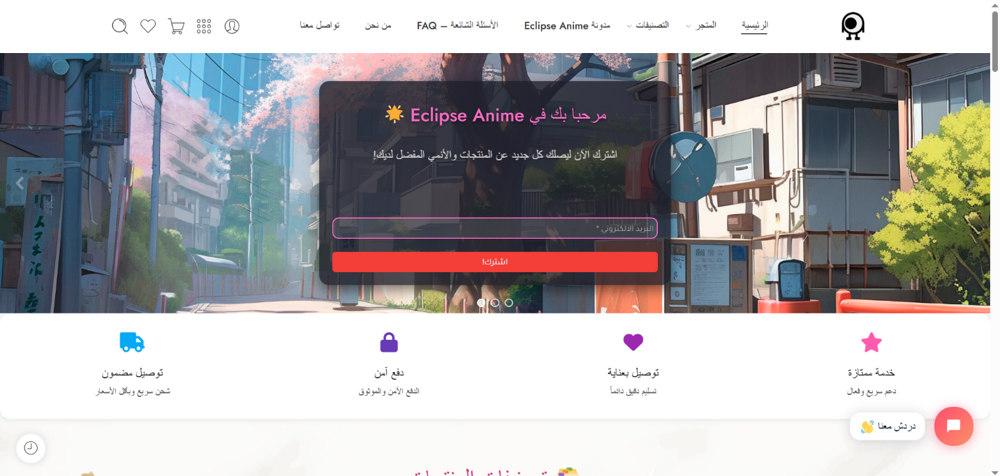 الرئيسية
المتجر
التصنيفات
مدونة Eclipse Anime
الأسئلة الشائعة – FAQ
من نحن
تواصل معنا
مرحبا بك في Eclipse Anime 🌟
اشترك الآن ليصلك كل جديد عن المنتجات والأنمي المفضل لديك!
البريد الالكتروني *
اشترك!
خدمة ممتازة
دعم سريع وفعال
توصيل بعناية
تسليم دقيق دائماً
دفع آمن
الدفع الآمن والموثوق
توصيل مضمون
شحن سريع وبأقل الأسعار
دردش معنا 👋